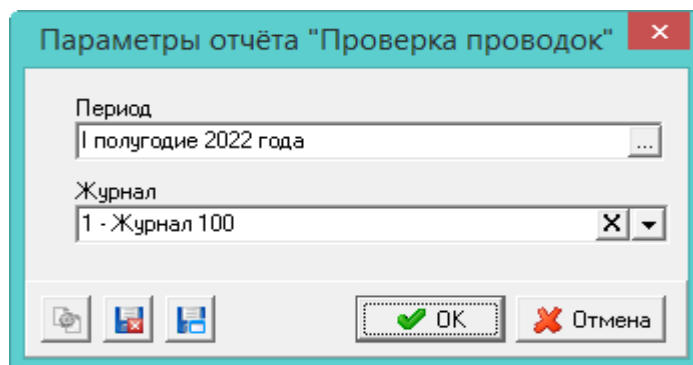 Параметры отчёта "Проверка проводок"
Период
I полугодие 2022 года
...
Журнал
1 - Журнал 100
OK
Отмена